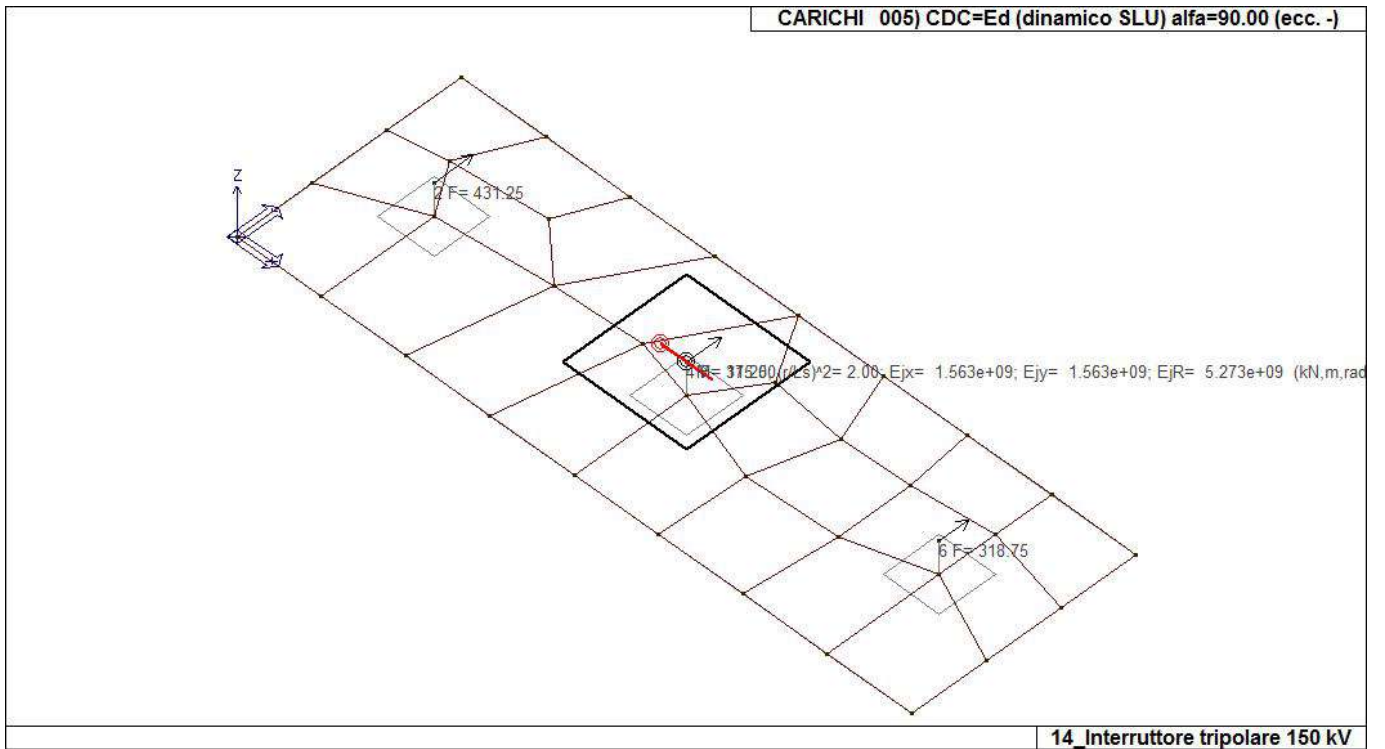 CARICHI 005) CDC=Ed (dinamico SLU) alfa=90.00 (ecc. -)
Z
2 F= 431.25
(r/Ls)^2= 2.00; Ejx= 1.563e+09; Ejy= 1.563e+09; EjR= 5.273e+09 (kN,m,rad
6 F= 318.75
14_Interruttore tripolare 150 kV